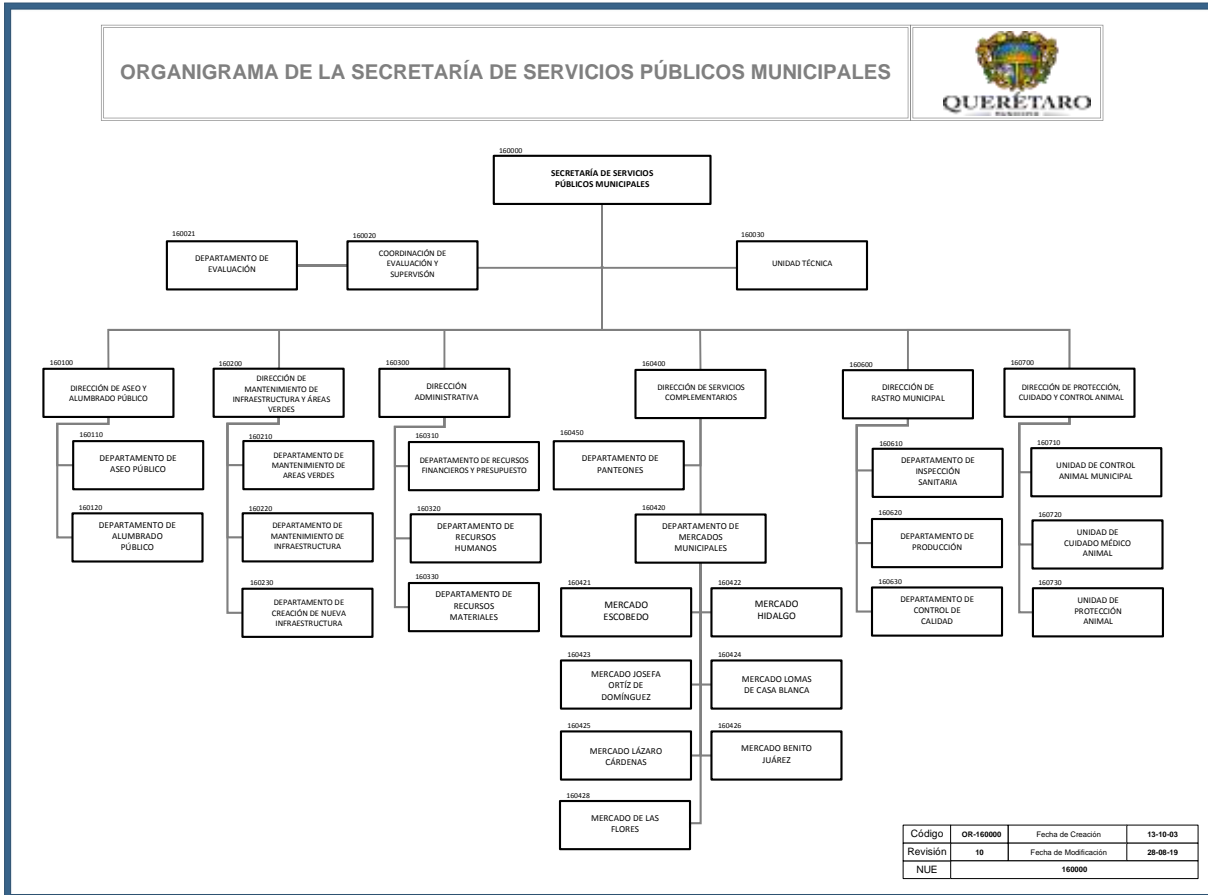 ORGANIGRAMA DE LA SECRETARÍA DE SERVICIOS PÚBLICOS MUNICIPALES
QUERÉTARO
160000
SECRETARÍA DE SERVICIOS
PÚBLICOS MUNICIPALES
160021
DEPARTAMENTO DE
EVALUACIÓN
160020
COORDINACIÓN DE
EVALUACIÓN Y
SUPERVISÓN
160030
UNIDAD TÉCNICA
160100
DIRECCIÓN DE ASEO Y
ALUMBRADO PÚBLICO
160110
DEPARTAMENTO DE
ASEO PÚBLICO
160120
DEPARTAMENTO DE
ALUMBRADO
PÚBLICO
160200
DIRECCIÓN DE
MANTENIMIENTO DE
INFRAESTRUCTURA Y ÁREAS
VERDES
160210
DEPARTAMENTO DE
MANTENIMIENTO DE
AREAS VERDES
160220
DEPARTAMENTO DE
MANTENIMIENTO DE
INFRAESTRUCTURA
160230
DEPARTAMENTO DE
CREACIÓN DE NUEVA
INFRAESTRUCTURA
160300
DIRECCIÓN
ADMINISTRATIVA
160310
DEPARTAMENTO DE RECURSOS
FINANCIEROS Y PRESUPUESTO
160320
DEPARTAMENTO DE
RECURSOS
HUMANOS
160330
DEPARTAMENTO DE
RECURSOS
MATERIALES
160400
DIRECCIÓN DE SERVICIOS
COMPLEMENTARIOS
160450
DEPARTAMENTO DE
PANTEONES
160420
DEPARTAMENTO DE
MERCADOS
MUNICIPALES
160421
MERCADO
ESCOBEDO
160422
MERCADO
HIDALGO
160423
MERCADO JOSEFA
ORTÍZ DE
DOMÍNGUEZ
160424
MERCADO LOMAS
DE CASA BLANCA
160425
MERCADO LÁZARO
CÁRDENAS
160426
MERCADO BENITO
JUÁREZ
160428
MERCADO DE LAS
FLORES
160600
DIRECCIÓN DE
RASTRO MUNICIPAL
160610
DEPARTAMENTO DE
INSPECCIÓN
SANITARIA
160620
DEPARTAMENTO DE
PRODUCCIÓN
160630
DEPARTAMENTO DE
CONTROL DE
CALIDAD
160700
DIRECCIÓN DE PROTECCIÓN,
CUIDADO Y CONTROL ANIMAL
160710
UNIDAD DE CONTROL
ANIMAL MUNICIPAL
160720
UNIDAD DE
CUIDADO MÉDICO
ANIMAL
160730
UNIDAD DE
PROTECCIÓN
ANIMAL
Código OR-160000 Fecha de Creación 13-10-03
Revisión 10 Fecha de Modificación 28-08-19
NUE 160000